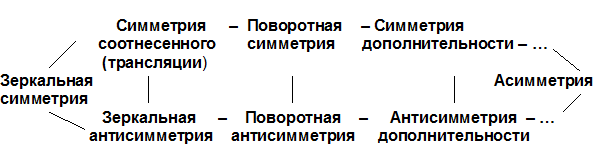 Симметрия – Поворотная – Симметрия
соотнесенного симметрия дополнительности – ...
(трансляции)
Зеркальная Асимметрия
симметрия
Зеркальная – Поворотная – Антисимметрия – ...
антисимметрия антисимметрия дополнительности